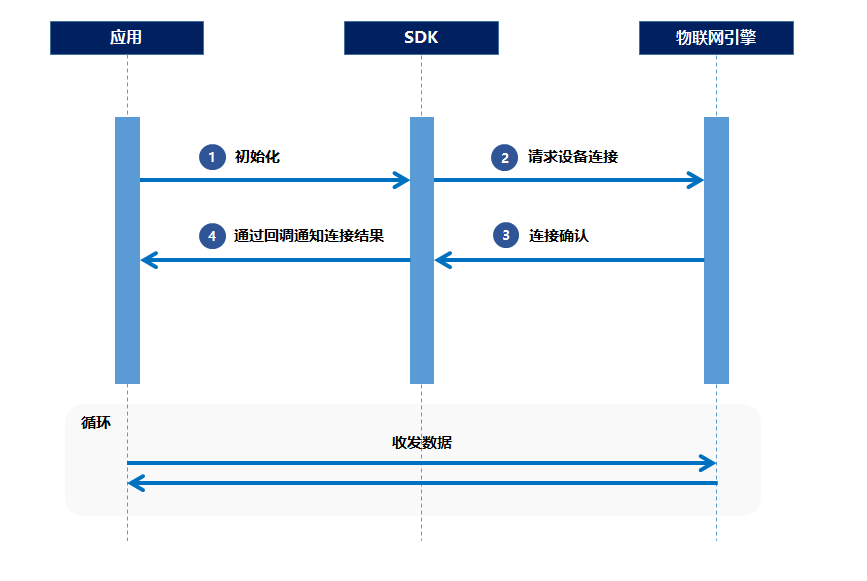 应用
SDK
物联网引擎
1 初始化
2 请求设备连接
4 通过回调通知连接结果
3 连接确认
循环
收发数据